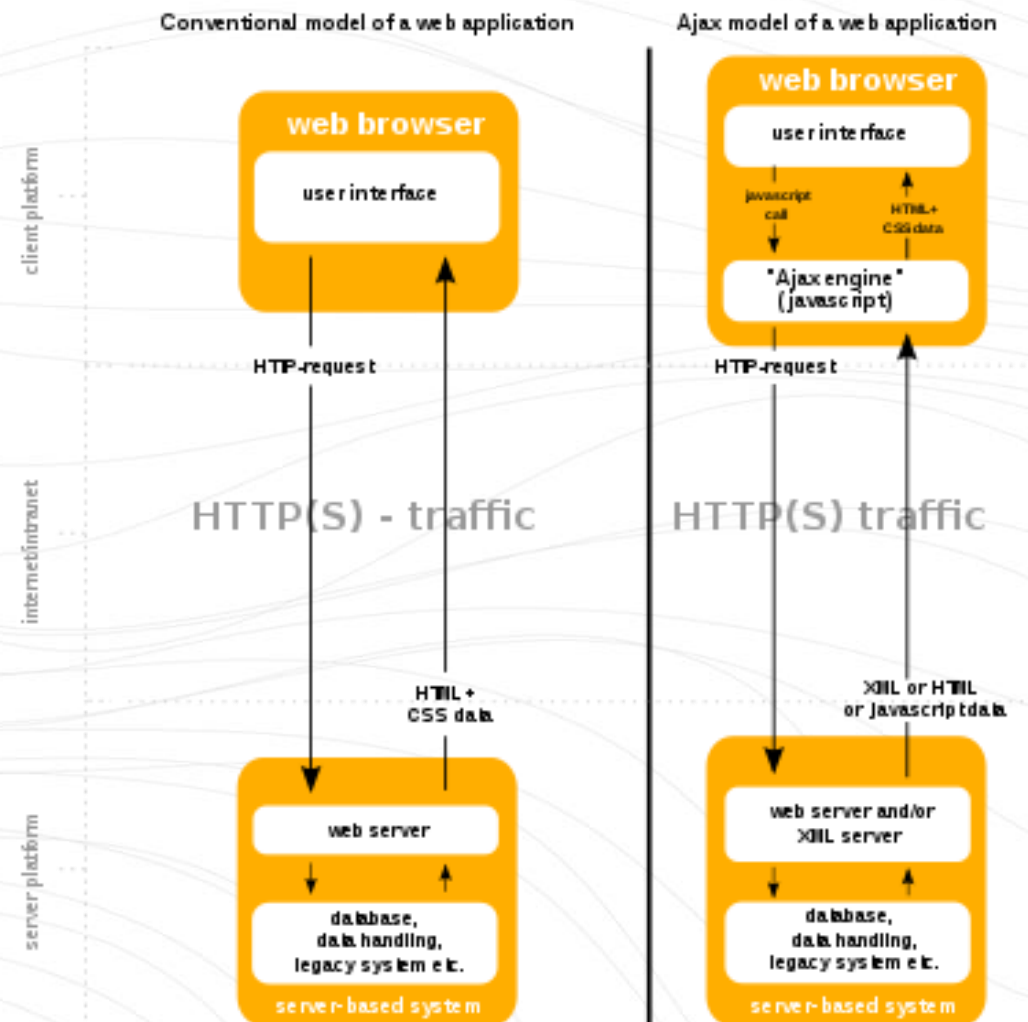 Conventional model of a web application
web browser
user interface
HTTP-request
HTTP(S) - traffic
HTML +
CSS data
web server
database,
data handling,
legacy system etc.
server-based system
Ajax model of a web application
web browser
user interface
javascript
call
HTML+
CSS data
"Ajax engine"
(javascript)
HTTP-request
HTTP(S) traffic
XML or HTML
or javascript data
web server and/or
XML server
database,
data handling,
legacy system etc.
server-based system
client platform
internet/intranet
server platform